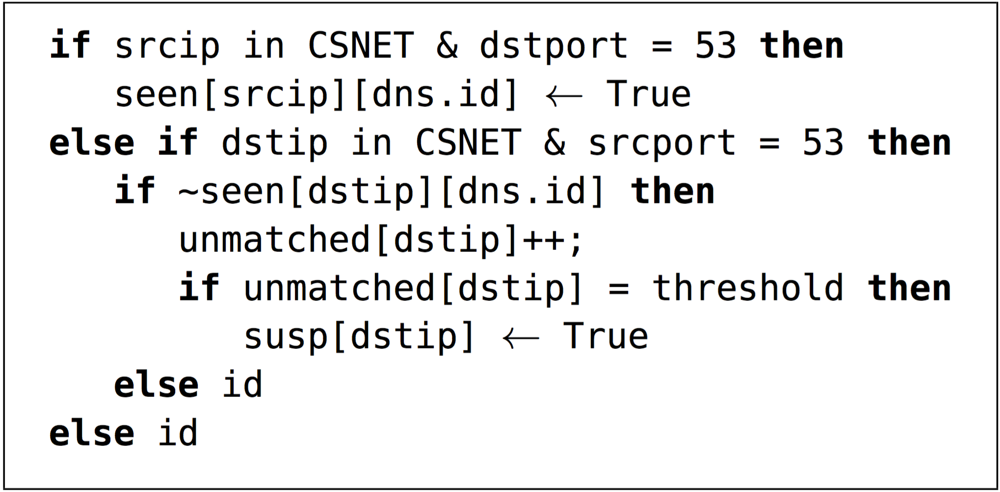 if srcip in CSNET & dstport = 53 then
seen[srcip][dns.id] ← True
else if dstip in CSNET & srcport = 53 then
if ~seen[dstip][dns.id] then
unmatched[dstip]++;
if unmatched[dstip] = threshold then
susp[dstip] ← True
else id
else id